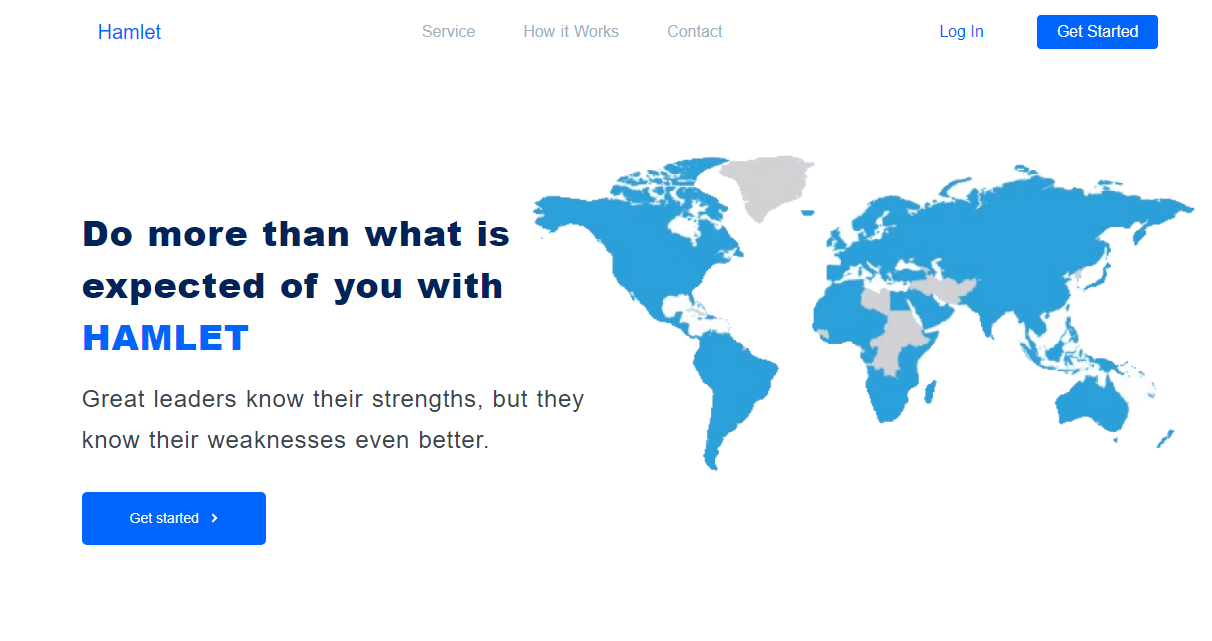 Hamlet
Service
How it Works
Contact
Log In
Get Started
Do more than what is
expected of you with
HAMLET
Great leaders know their strengths, but they
know their weaknesses even better.
Get started